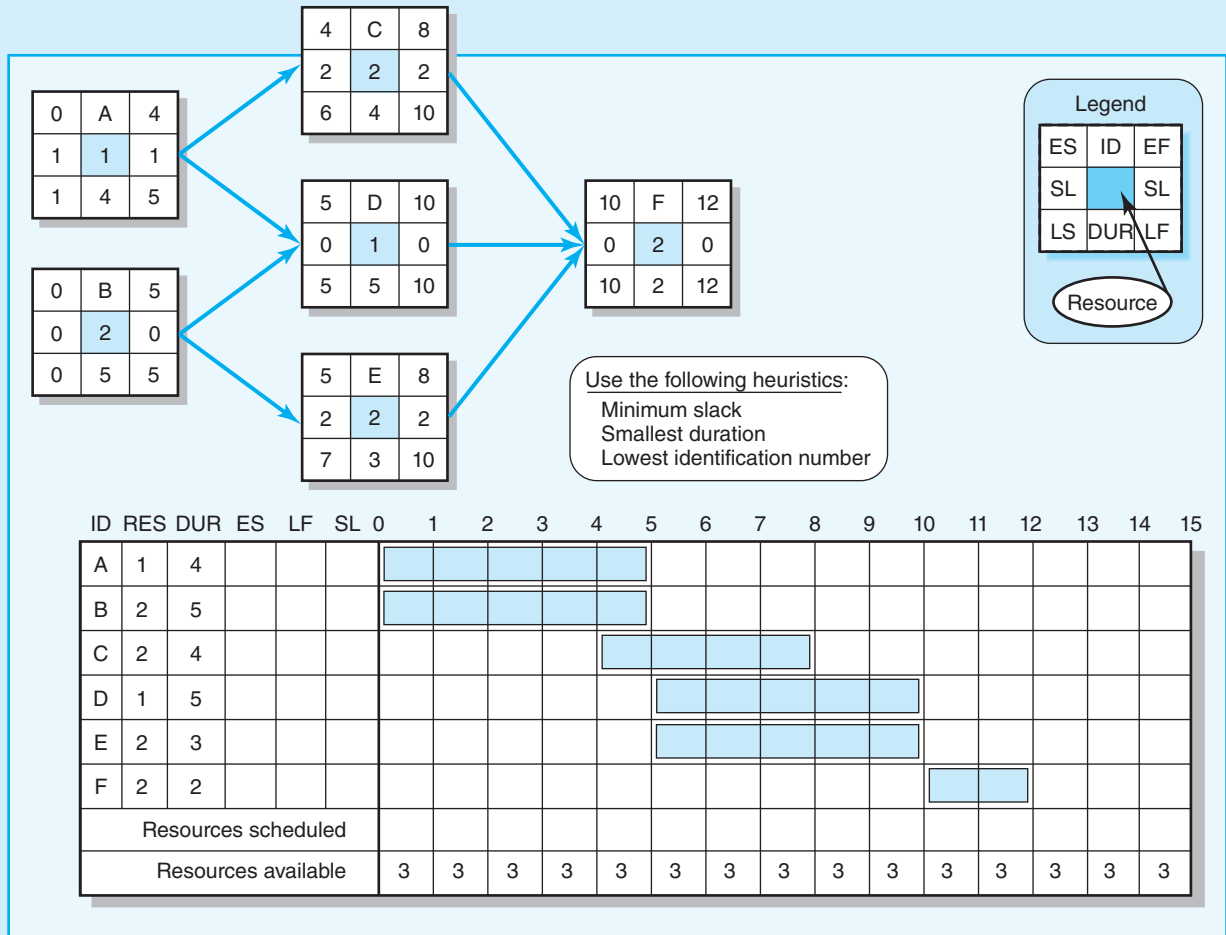 4 C 8
2 2 2
6 4 10
0 A 4
1 1 1
1 4 5
5 D 10
0 1 0
5 5 10
10 F 12
0 2 0
10 2 12
0 B 5
0 2 0
0 5 5
5 E 8
2 2 2
7 3 10
Legend
ES ID EF
SL SL
LS DUR LF
Resource
Use the following heuristics:
Minimum slack
Smallest duration
Lowest identification number
ID RES DUR ES LF SL 0 1 2 3 4 5 6 7 8 9 10 11 12 13 14 15
A 1 4
B 2 5
C 2 4
D 1 5
E 2 3
F 2 2
Resources scheduled
Resources available 3 3 3 3 3 3 3 3 3 3 3 3 3 3 3